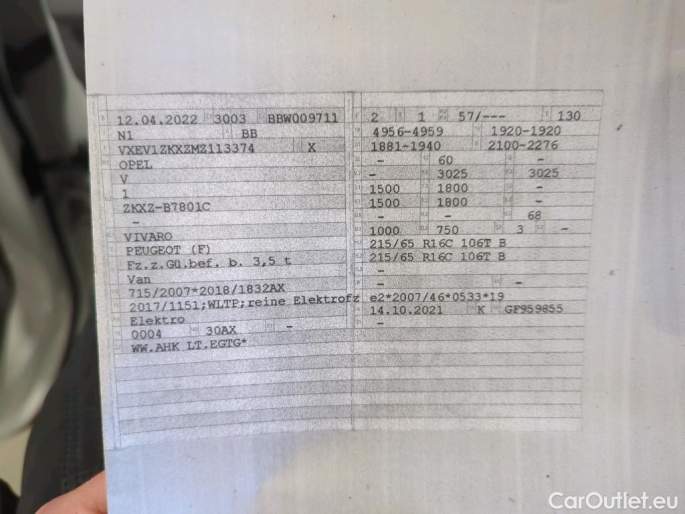 12.04.2022 3003 BBW009711
N1 BB
VXEV1ZKXZMZ113374 X
OPEL
V
1
ZKXZ-B7801C
-
VIVARO
PEUGEOT (F)
Fz.z.Gü.bef. b. 3,5 t
Van
715/2007*2018/1832AX
2017/1151;WLTP;reine Elektrofz
Elektro
0004 30AX -
WW.AHK LT.EGTG*
2 1 57/--- 130
4956-4959 1920-1920
1881-1940 2100-2276
- 60 -
- 3025 3025
1500 1800 -
1500 1800 -
- - 68
1000 750 3 -
215/65 R16C 106T B
215/65 R16C 106T B
-
- -
e2*2007/46*0533*19
14.10.2021 K GF959855
-
CarOutlet.eu